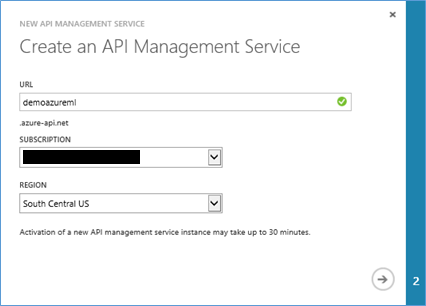 NEW API MANAGEMENT SERVICE
Create an API Management Service
URL
demoazureml
.azure-api.net
SUBSCRIPTION
REGION
South Central US
Activation of a new API management service instance may take up to 30 minutes.
2